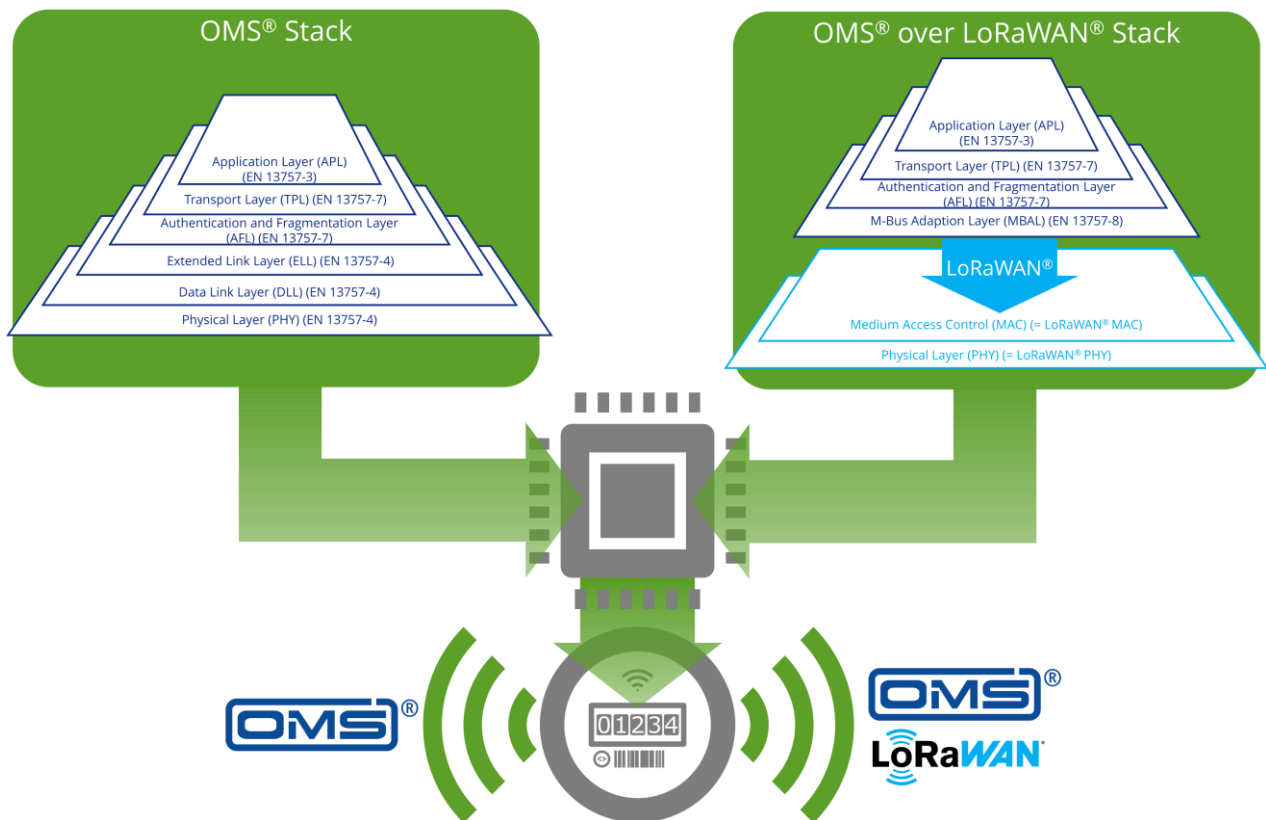 OMS® Stack
Application Layer (APL)
(EN 13757-3)
Transport Layer (TPL) (EN 13757-7)
Authentication and Fragmentation Layer
(AFL) (EN 13757-7)
Extended Link Layer (ELL) (EN 13757-4)
Data Link Layer (DLL) (EN 13757-4)
Physical Layer (PHY) (EN 13757-4)
OMS® over LoRaWAN® Stack
Application Layer (APL)
(EN 13757-3)
Transport Layer (TPL) (EN 13757-7)
Authentication and Fragmentation Layer
(AFL) (EN 13757-7)
M-Bus Adaption Layer (MBAL) (EN 13757-8)
LoRaWAN®
Medium Access Control (MAC) (= LoRaWAN® MAC)
Physical Layer (PHY) (= LoRaWAN® PHY)
OMS®
01234
OMS®
LoRaWAN